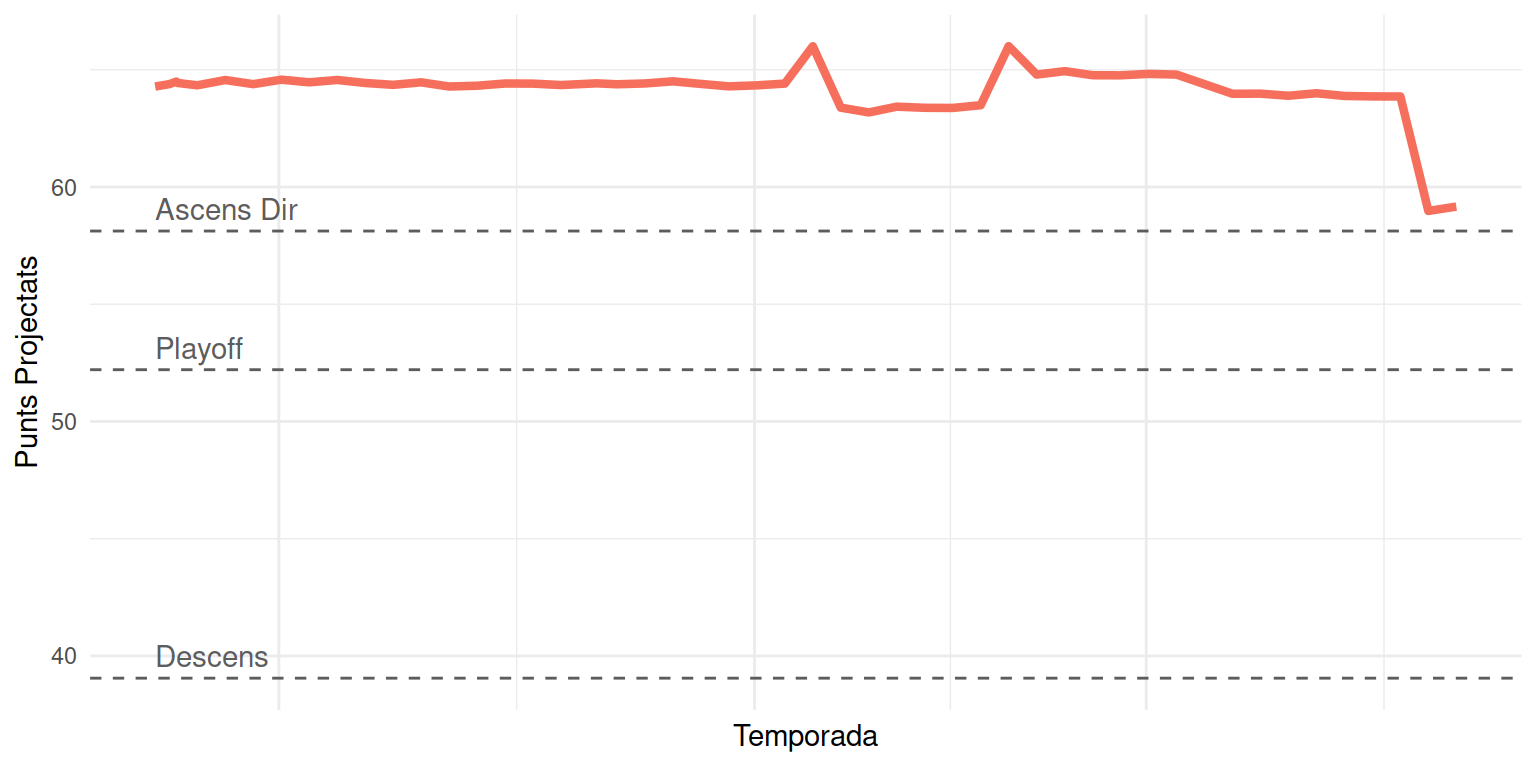 60
Ascens Dir
Playoff
50
Descens
40
Punts Projectats
Temporada